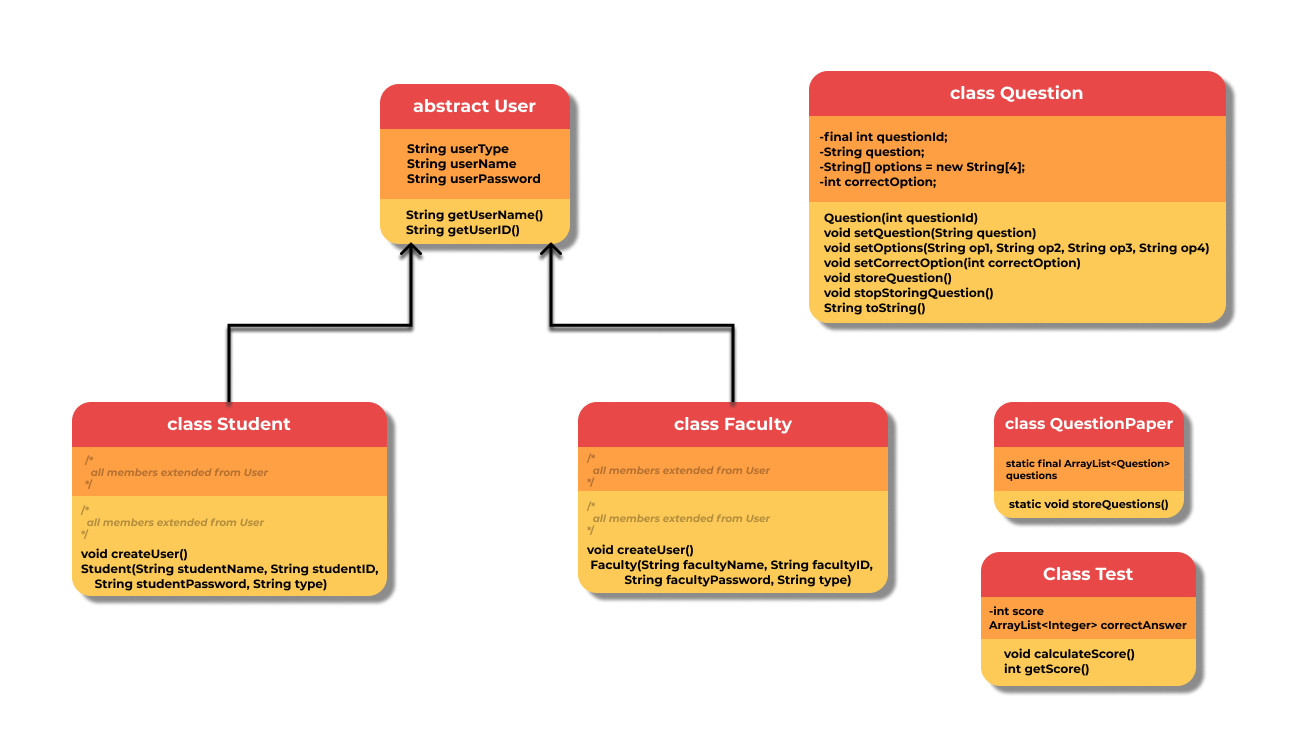 abstract User
String userType
String userName
String userPassword
String getUserName()
String getUserID()
class Question
-final int questionId;
-String question;
-String[] options = new String[4];
-int correctOption;
Question(int questionId)
void setQuestion(String question)
void setOptions(String op1, String op2, String op3, String op4)
void setCorrectOption(int correctOption)
void storeQuestion()
void stopStoringQuestion()
String toString()
class Student
/*
all members extended from User
*/
/*
all members extended from User
*/
void createUser()
Student(String studentName, String studentID,
String studentPassword, String type)
class Faculty
/*
all members extended from User
*/
/*
all members extended from User
*/
void createUser()
Faculty(String facultyName, String facultyID,
String facultyPassword, String type)
class QuestionPaper
static final ArrayList<Question>
questions
static void storeQuestions()
Class Test
-int score
ArrayList<Integer> correctAnswer
void calculateScore()
int getScore()